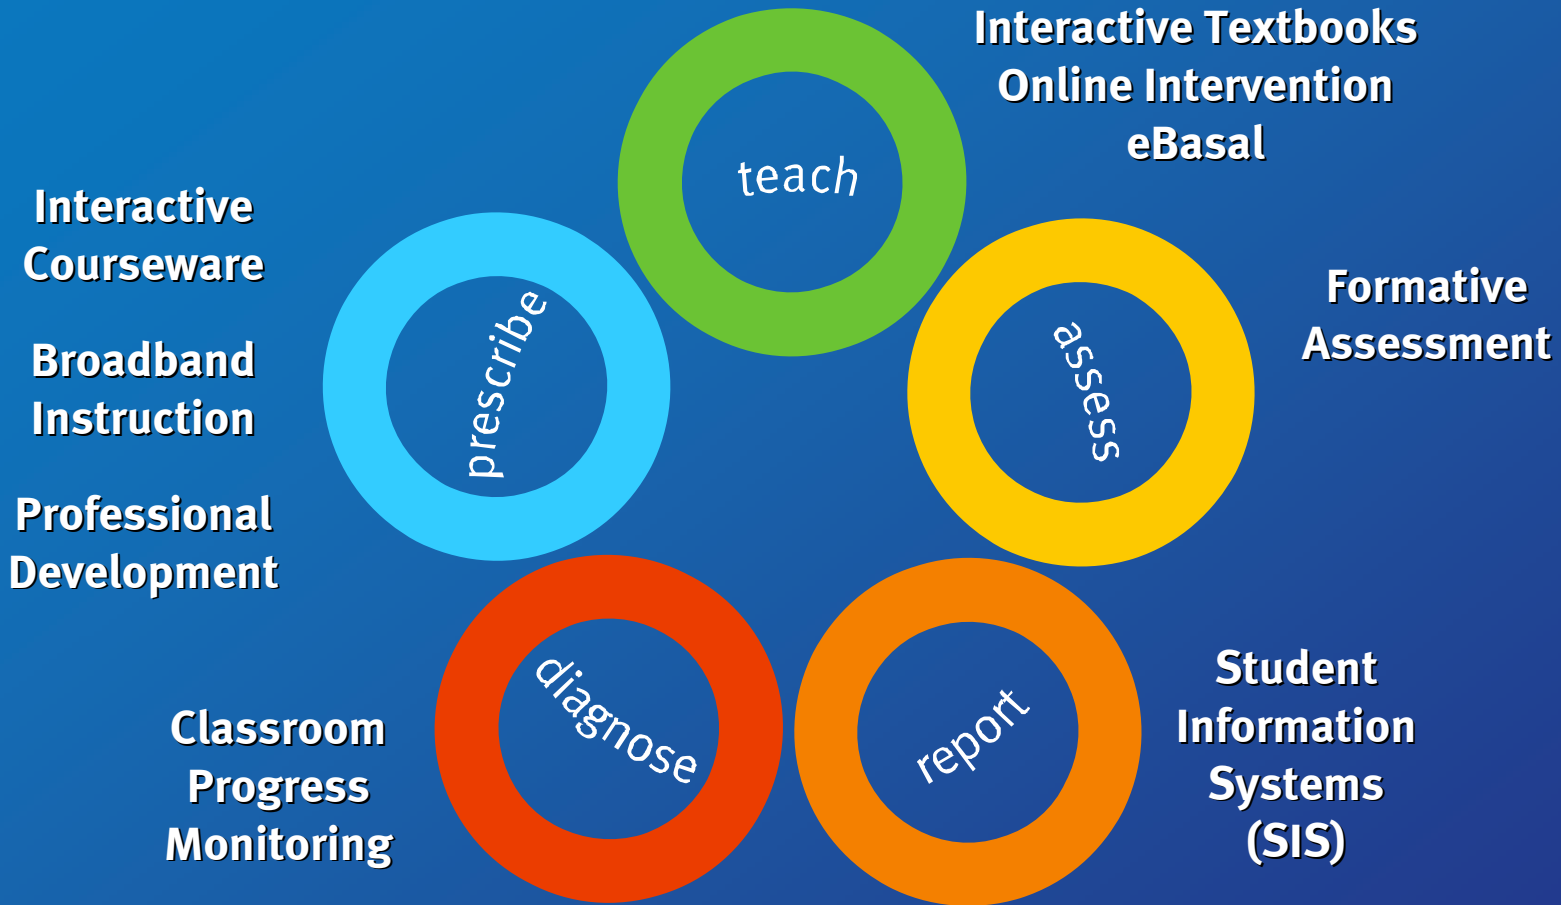 teach
Interactive Textbooks
Online Intervention
eBasal
assess
Formative
Assessment
report
Student
Information
Systems
(SIS)
diagnose
Classroom
Progress
Monitoring
prescribe
Interactive
Courseware
Broadband
Instruction
Professional
Development